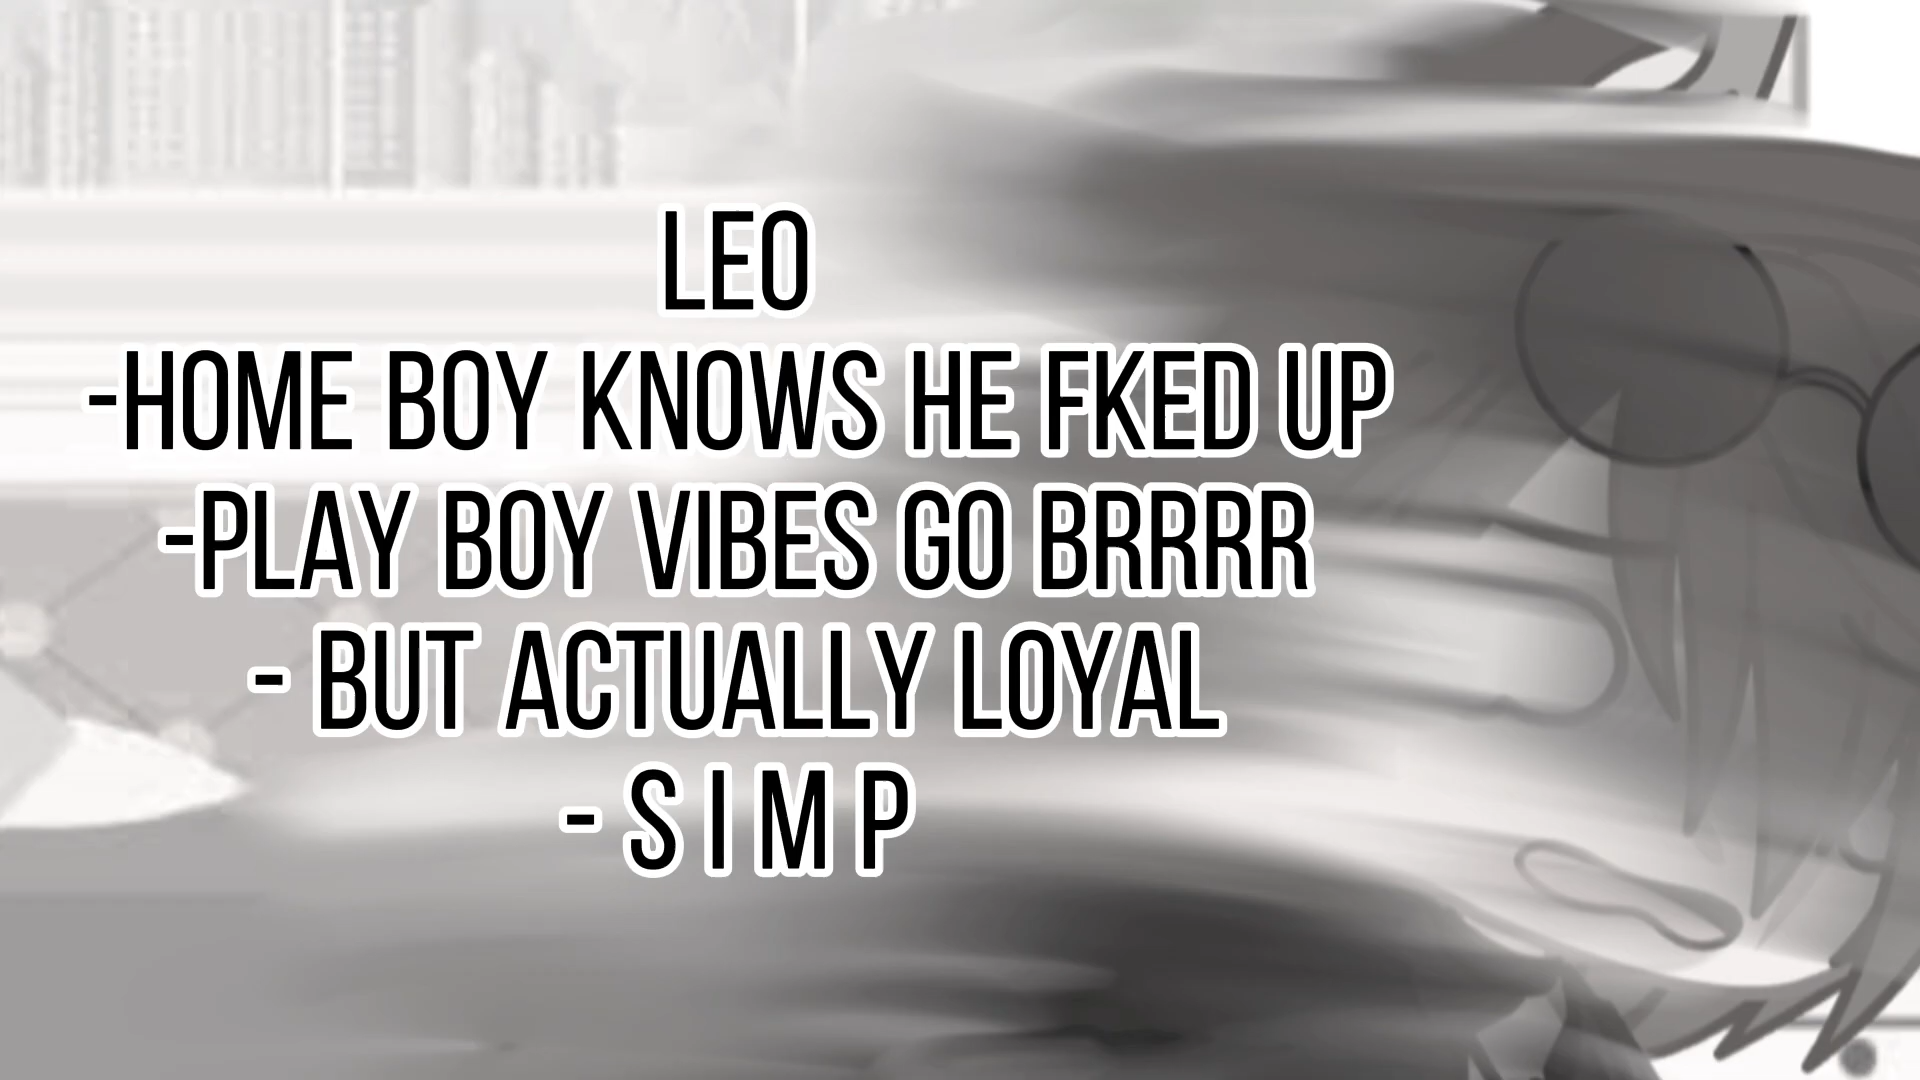 LEO
-HOME BOY KNOWS HE FKED UP
-PLAY BOY VIBES GO BRRRR
- BUT ACTUALLY LOYAL
- S I M P